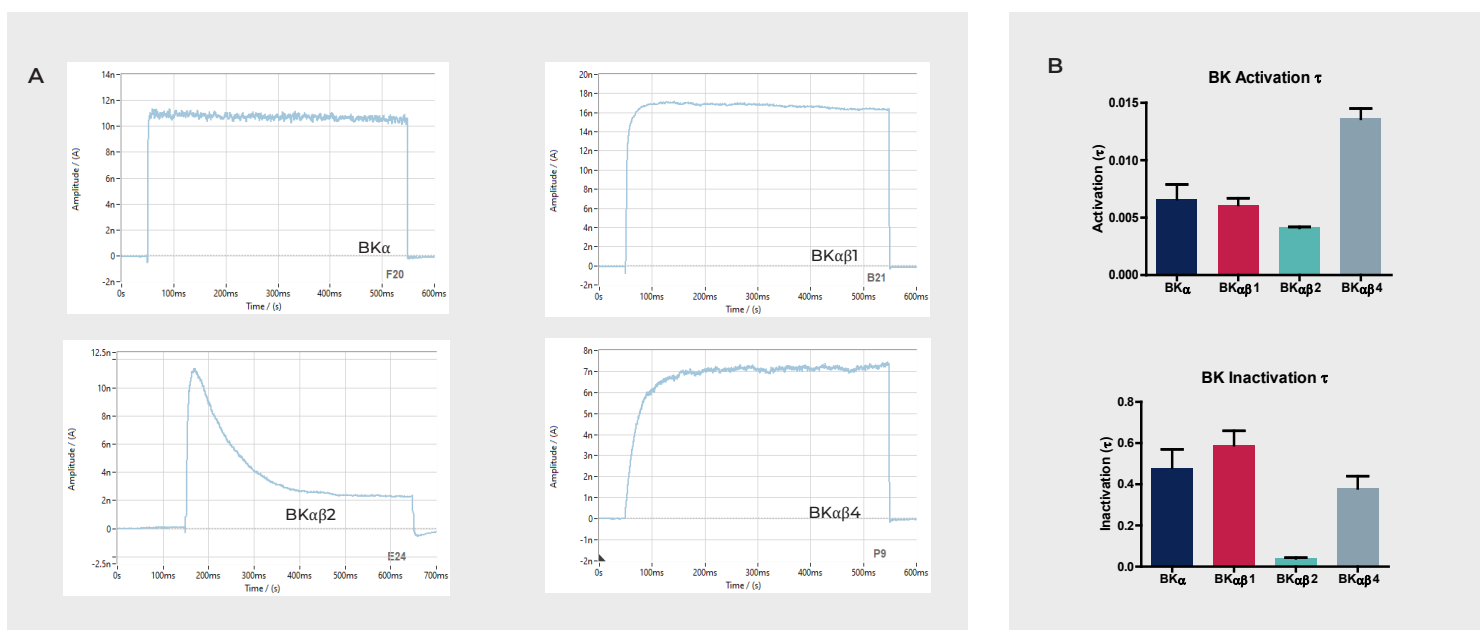 A
14n
12n
10n
8n
6n
4n
2n
0
-2n
Amplitude / (A)
0s 100ms 200ms 300ms 400ms 500ms 600ms
Time / (s)
BKα
F20
20n
18n
16n
14n
12n
10n
8n
6n
4n
2n
0
-2n
Amplitude / (A)
0s 100ms 200ms 300ms 400ms 500ms 600ms
Time / (s)
BKαβ1
B21
12.5n
10n
8n
6n
4n
2n
0
-2.5n
Amplitude / (A)
0s 100ms 200ms 300ms 400ms 500ms 600ms 700ms
Time / (s)
BKαβ2
E24
8n
7n
6n
5n
4n
3n
2n
1n
0
-1n
-2n
Amplitude / (A)
0s 100ms 200ms 300ms 400ms 500ms 600ms
Time / (s)
BKαβ4
P9
B
BK Activation τ
0.015
0.010
0.005
0.000
Activation (τ)
BKα BKαβ1 BKαβ2 BKαβ4
BK Inactivation τ
0.8
0.6
0.4
0.2
0.0
Inactivation (τ)
BKα BKαβ1 BKαβ2 BKαβ4